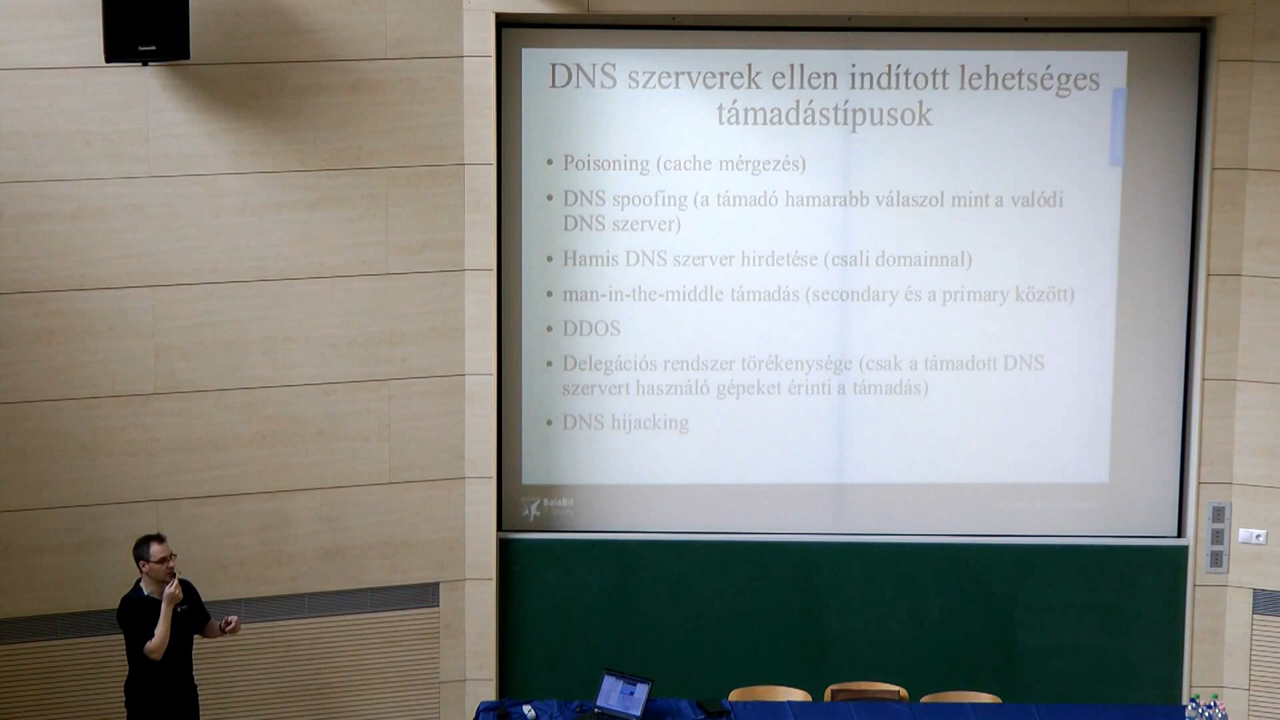 DNS szerverek ellen indított lehetséges
támadástípusok
• Poisoning (cache mérgezés)
• DNS spoofing (a támadó hamarabb válaszol mint a valódi
DNS szerver)
• Hamis DNS szerver hirdetése (csali domainnal)
• man-in-the-middle támadás (secondary és a primary között)
• DDOS
• Delegációs rendszer törékenysége (csak a támadott DNS
szervert használó gépeket érinti a támadás)
• DNS hijacking
BalaBit